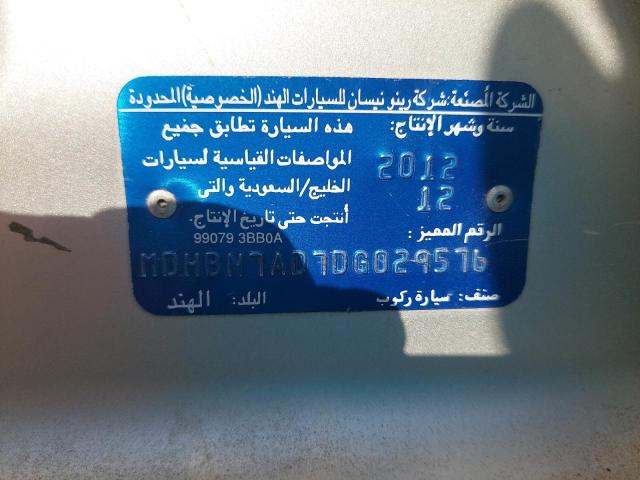 الشركة المُصنّعة: شركة رينو نيسان للسيارات الهند (الخصوصية) المحدودة
سنة وشهر الإنتاج:
2012
12
هذه السيارة تطابق جميع
المواصفات القياسية لسيارات
الخليج/السعودية والتى
أنتجت حتى تاريخ الإنتاج.
99079 3BB0A
الرقم المميز :
MDHBN7AD7DG029576
صنف: سيارة ركوب
البلد: الهند